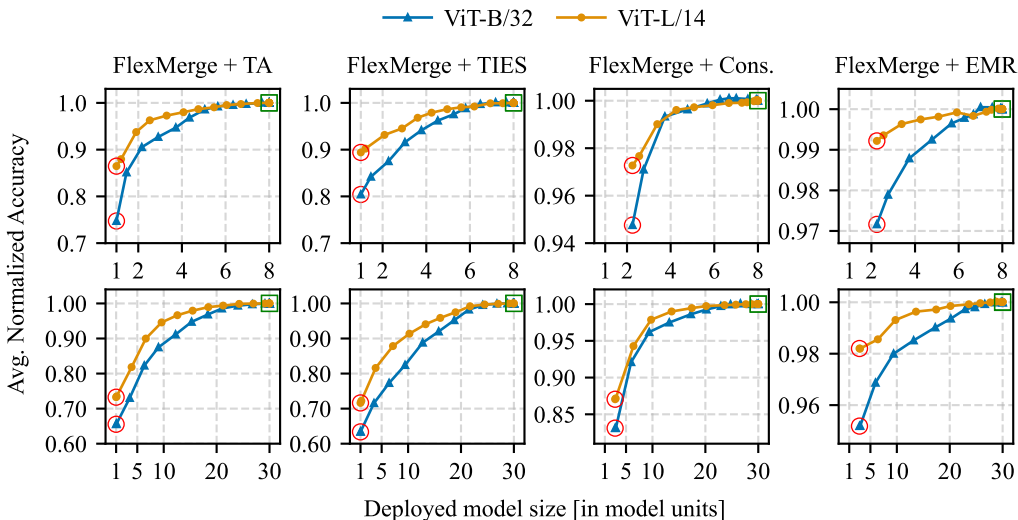 ViT-B/32 ViT-L/14
FlexMerge + TA FlexMerge + TIES FlexMerge + Cons. FlexMerge + EMR
Avg. Normalized Accuracy
1.0
0.9
0.8
0.7
1 2 4 6 8
1.0
0.9
0.8
0.7
1 2 4 6 8
1.00
0.98
0.96
0.94
1 2 4 6 8
1.00
0.99
0.98
0.97
1 2 4 6 8
1.00
0.90
0.80
0.70
0.60
1 5 10 20 30
1.00
0.90
0.80
0.70
0.60
1 5 10 20 30
1.00
0.95
0.90
0.85
1 5 10 20 30
1.00
0.98
0.96
1 5 10 20 30
Deployed model size [in model units]